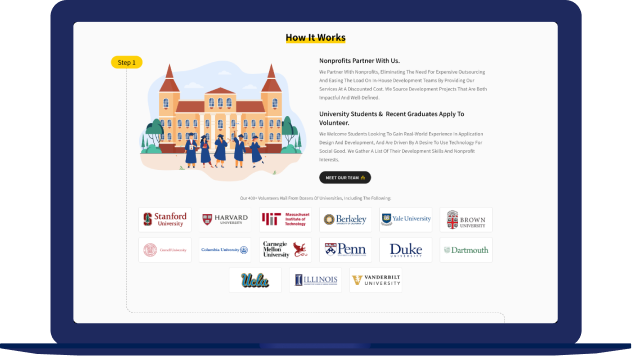 How It Works
Step 1
Nonprofits Partner With Us.
We Partner With Nonprofits, Eliminating The Need For Expensive Outsourcing
And Easing The Load On In-House Development Teams By Providing Our
Services At A Discounted Cost. We Source Development Projects That Are Both
Impactful And Well-Defined.
University Students & Recent Graduates Apply To
Volunteer.
We Welcome Students Looking To Gain Real-World Experience In Application
Design And Development, And Are Driven By A Desire To Use Technology For
Social Good. We Gather A List Of Their Development Skills And Nonprofit
Interests.
MEET OUR TEAM
Our 400+ Volunteers Hail From Dozens Of Universities, Including The Following:
Stanford
University
HARVARD
UNIVERSITY
Massachusetts
Institute of
Technology
Berkeley
Yale University
BROWN
UNIVERSITY
Cornell University
Columbia University
Carnegie
Mellon
University
CMU
Penn
UNIVERSITY OF PENNSYLVANIA
Duke
UNIVERSITY
Dartmouth
Ucla
ILLINOIS
VANDERBILT
UNIVERSITY